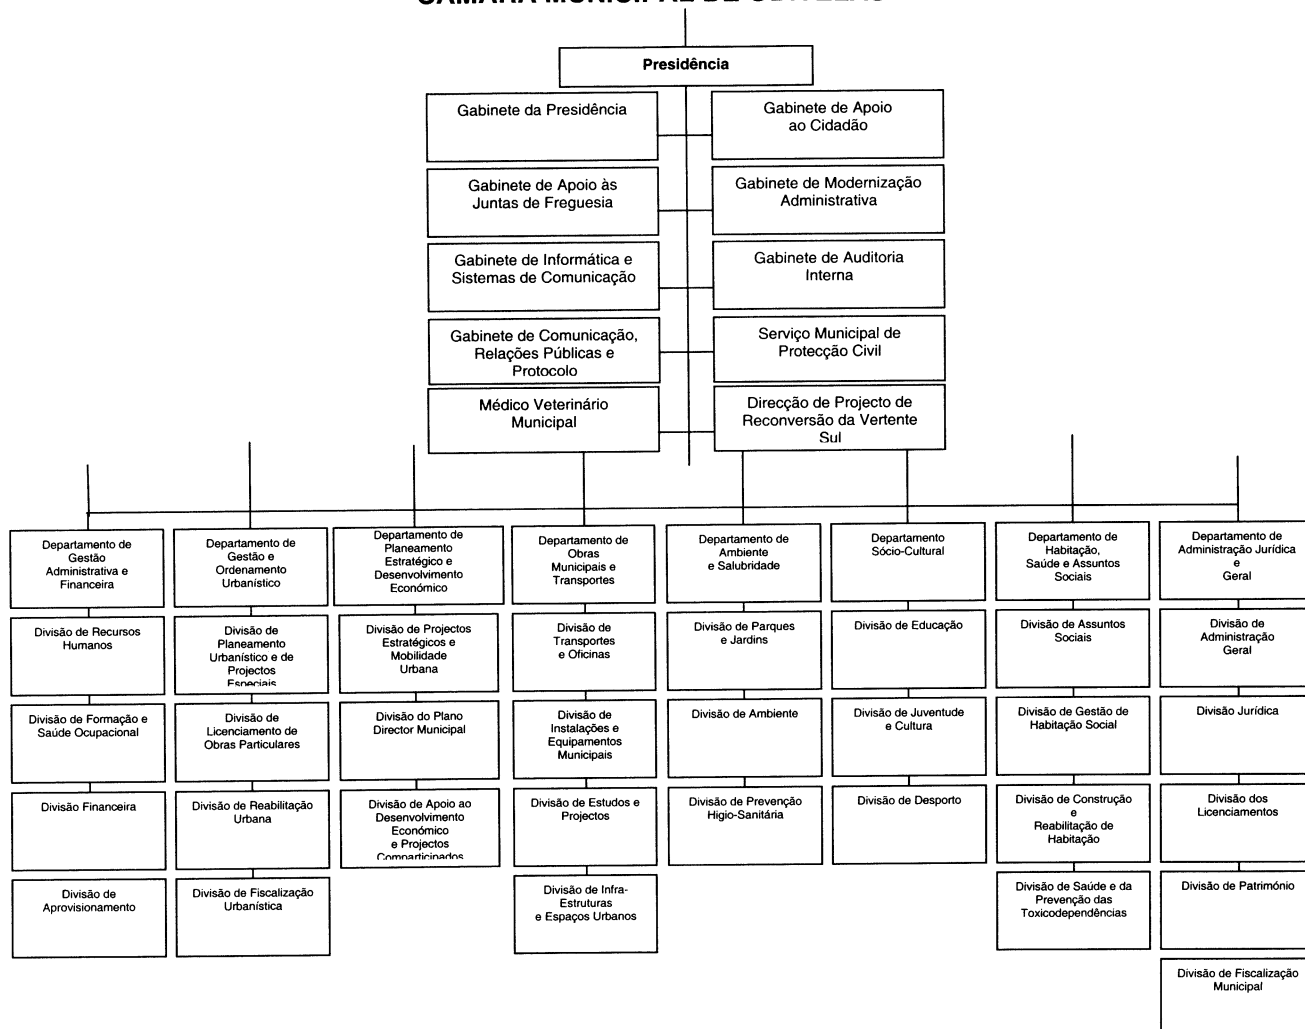 Presidência
Gabinete da Presidência
Gabinete de Apoio
ao Cidadão
Gabinete de Apoio às
Juntas de Freguesia
Gabinete de Modernização
Administrativa
Gabinete de Informática e
Sistemas de Comunicação
Gabinete de Auditoria
Interna
Gabinete de Comunicação,
Relações Públicas e
Protocolo
Serviço Municipal de
Protecção Civil
Médico Veterinário
Municipal
Direcção de Projecto de
Reconversão da Vertente
Sul
Departamento de
Gestão
Administrativa e
Financeira
Departamento de
Gestão e
Ordenamento
Urbanístico
Departamento de
Planeamento
Estratégico e
Desenvolvimento
Económico
Departamento de
Obras
Municipais e
Transportes
Departamento de
Ambiente
e Salubridade
Departamento
Sócio-Cultural
Departamento de
Habitação,
Saúde e Assuntos
Sociais
Departamento de
Administração Jurídica
e
Geral
Divisão de Recursos
Humanos
Divisão de
Planeamento
Urbanístico e de
Projectos
Especiais
Divisão de Projectos
Estratégicos e
Mobilidade
Urbana
Divisão de
Transportes
e Oficinas
Divisão de Parques
e Jardins
Divisão de Educação
Divisão de Assuntos
Sociais
Divisão de
Administração
Geral
Divisão de Formação e
Saúde Ocupacional
Divisão de
Licenciamento de
Obras Particulares
Divisão do Plano
Director Municipal
Divisão de
Instalações e
Equipamentos
Municipais
Divisão de Ambiente
Divisão de Juventude
e Cultura
Divisão de Gestão de
Habitação Social
Divisão Jurídica
Divisão Financeira
Divisão de Reabilitação
Urbana
Divisão de Apoio ao
Desenvolvimento
Económico
e Projectos
Comparticipados
Divisão de Estudos e
Projectos
Divisão de Prevenção
Higio-Sanitária
Divisão de Desporto
Divisão de Construção
e
Reabilitação de
Habitação
Divisão dos
Licenciamentos
Divisão de
Aprovisionamento
Divisão de Fiscalização
Urbanística
Divisão de Infra-
Estruturas
e Espaços Urbanos
Divisão de Saúde e da
Prevenção das
Toxicodependências
Divisão de Património
Divisão de Fiscalização
Municipal